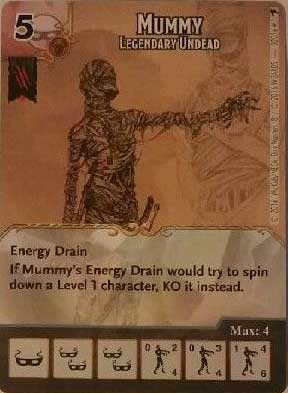 5
MUMMY
LEGENDARY UNDEAD
Energy Drain
If Mummy's Energy Drain would try to spin
down a Level 1 character, KO it instead.
Max: 4
0 2 4
0 3 4
1 4 6